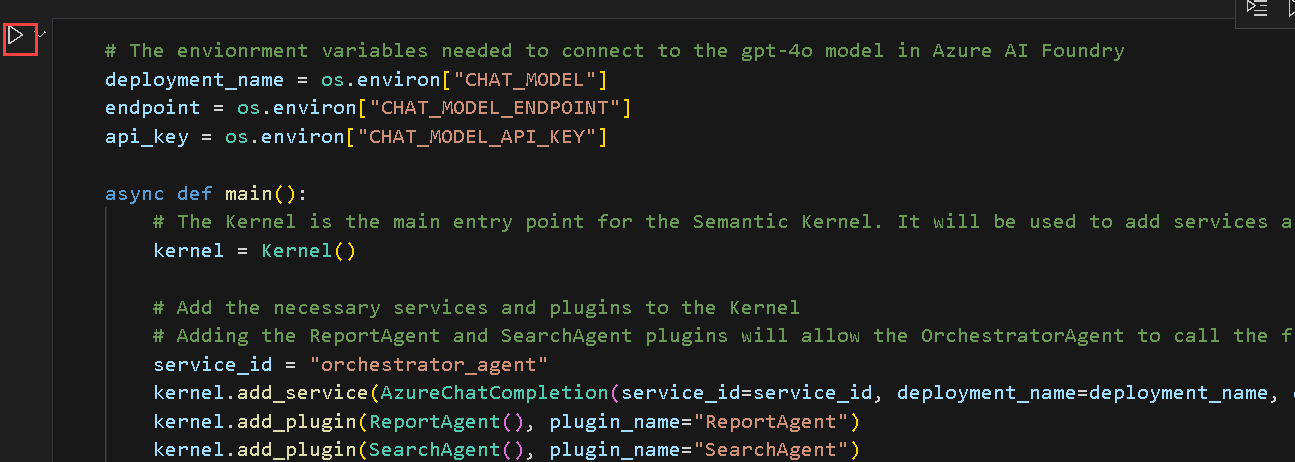 # The envionrment variables needed to connect to the gpt-4o model in Azure AI Foundry
deployment_name = os.environ["CHAT_MODEL"]
endpoint = os.environ["CHAT_MODEL_ENDPOINT"]
api_key = os.environ["CHAT_MODEL_API_KEY"]
async def main():
# The Kernel is the main entry point for the Semantic Kernel. It will be used to add services
kernel = Kernel()
# Add the necessary services and plugins to the Kernel
# Adding the ReportAgent and SearchAgent plugins will allow the OrchestratorAgent to call the
service_id = "orchestrator_agent"
kernel.add_service(AzureChatCompletion(service_id=service_id, deployment_name=deployment_name,
kernel.add_plugin(ReportAgent(), plugin_name="ReportAgent")
kernel.add_plugin(SearchAgent(), plugin_name="SearchAgent")